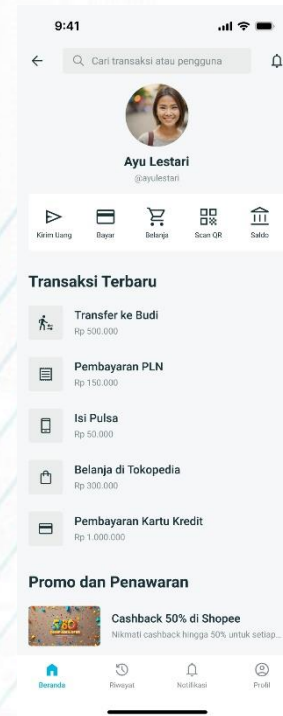 9:41
Cari transaksi atau pengguna
Ayu Lestari
@ayulestari
Kirim Uang
Bayar
Belanja
Scan QR
Saldo
Transaksi Terbaru
Transfer ke Budi
Rp 500.000
Pembayaran PLN
Rp 150.000
Isi Pulsa
Rp 50.000
Belanja di Tokopedia
Rp 300.000
Pembayaran Kartu Kredit
Rp 1.000.000
Promo dan Penawaran
Cashback 50% di Shopee
Nikmati cashback hingga 50% untuk setiap...
Beranda
Riwayat
Notifikasi
Profil